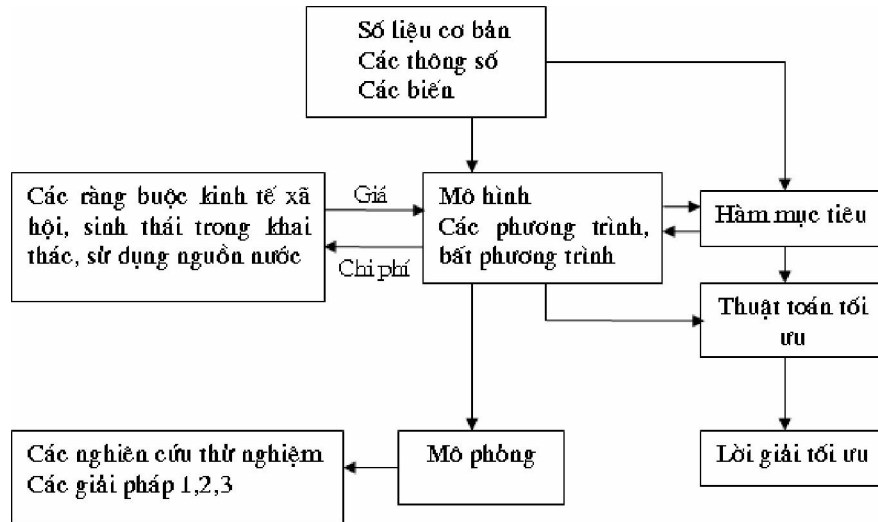 Số liệu cơ bản
Các thông số
Các biến
Các ràng buộc kinh tế xã
hội, sinh thái trong khai
thác, sử dụng nguồn nước
Giá
Chi phí
Mô hình
Các phương trình,
bất phương trình
Hàm mục tiêu
Thuật toán tối
ưu
Các nghiên cứu thử nghiệm
Các giải pháp 1,2,3
Mô phỏng
Lời giải tối ưu